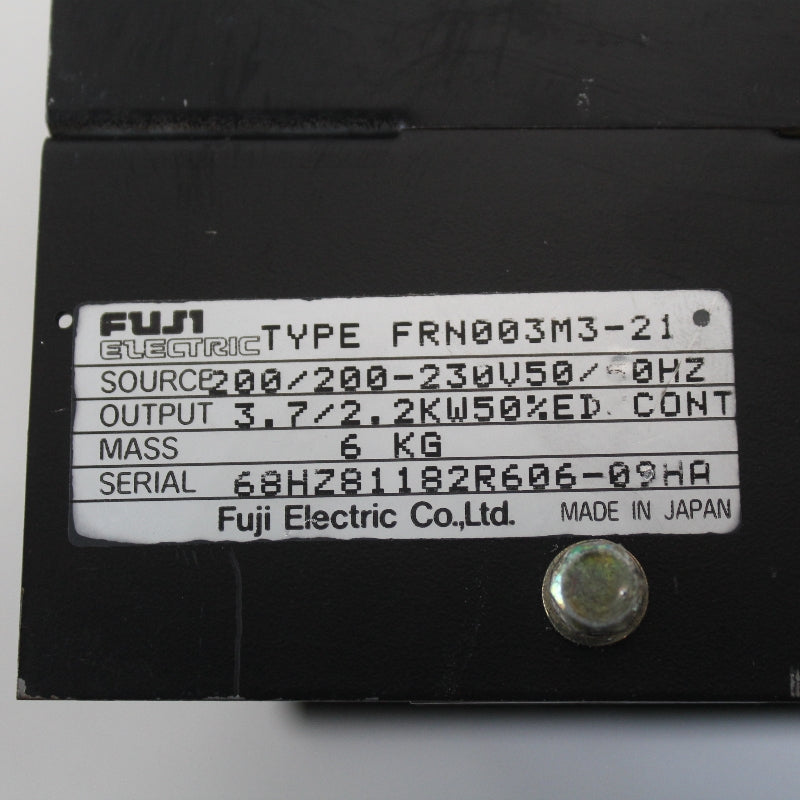 FUJI ELECTRIC TYPE FRN003M3-21
SOURCE 200/200-230V50/60HZ
OUTPUT 3.7/2.2KW50%ED. CONT
MASS 6 KG
SERIAL 68HZ81182R606-09HA
Fuji Electric Co.,Ltd. MADE IN JAPAN